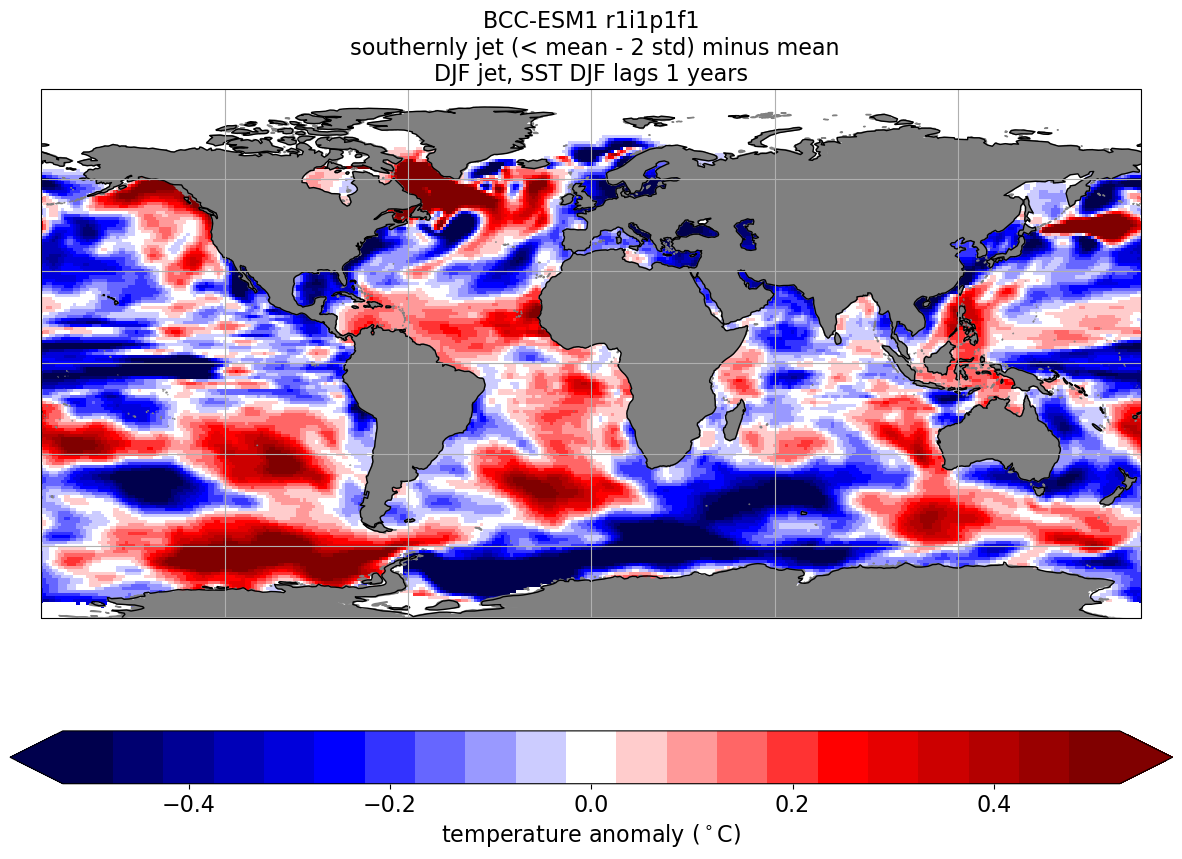 BCC-ESM1 r1i1p1f1
southernly jet (< mean - 2 std) minus mean
DJF jet, SST DJF lags 1 years
−0.4 −0.2 0.0 0.2 0.4
temperature anomaly (°C)